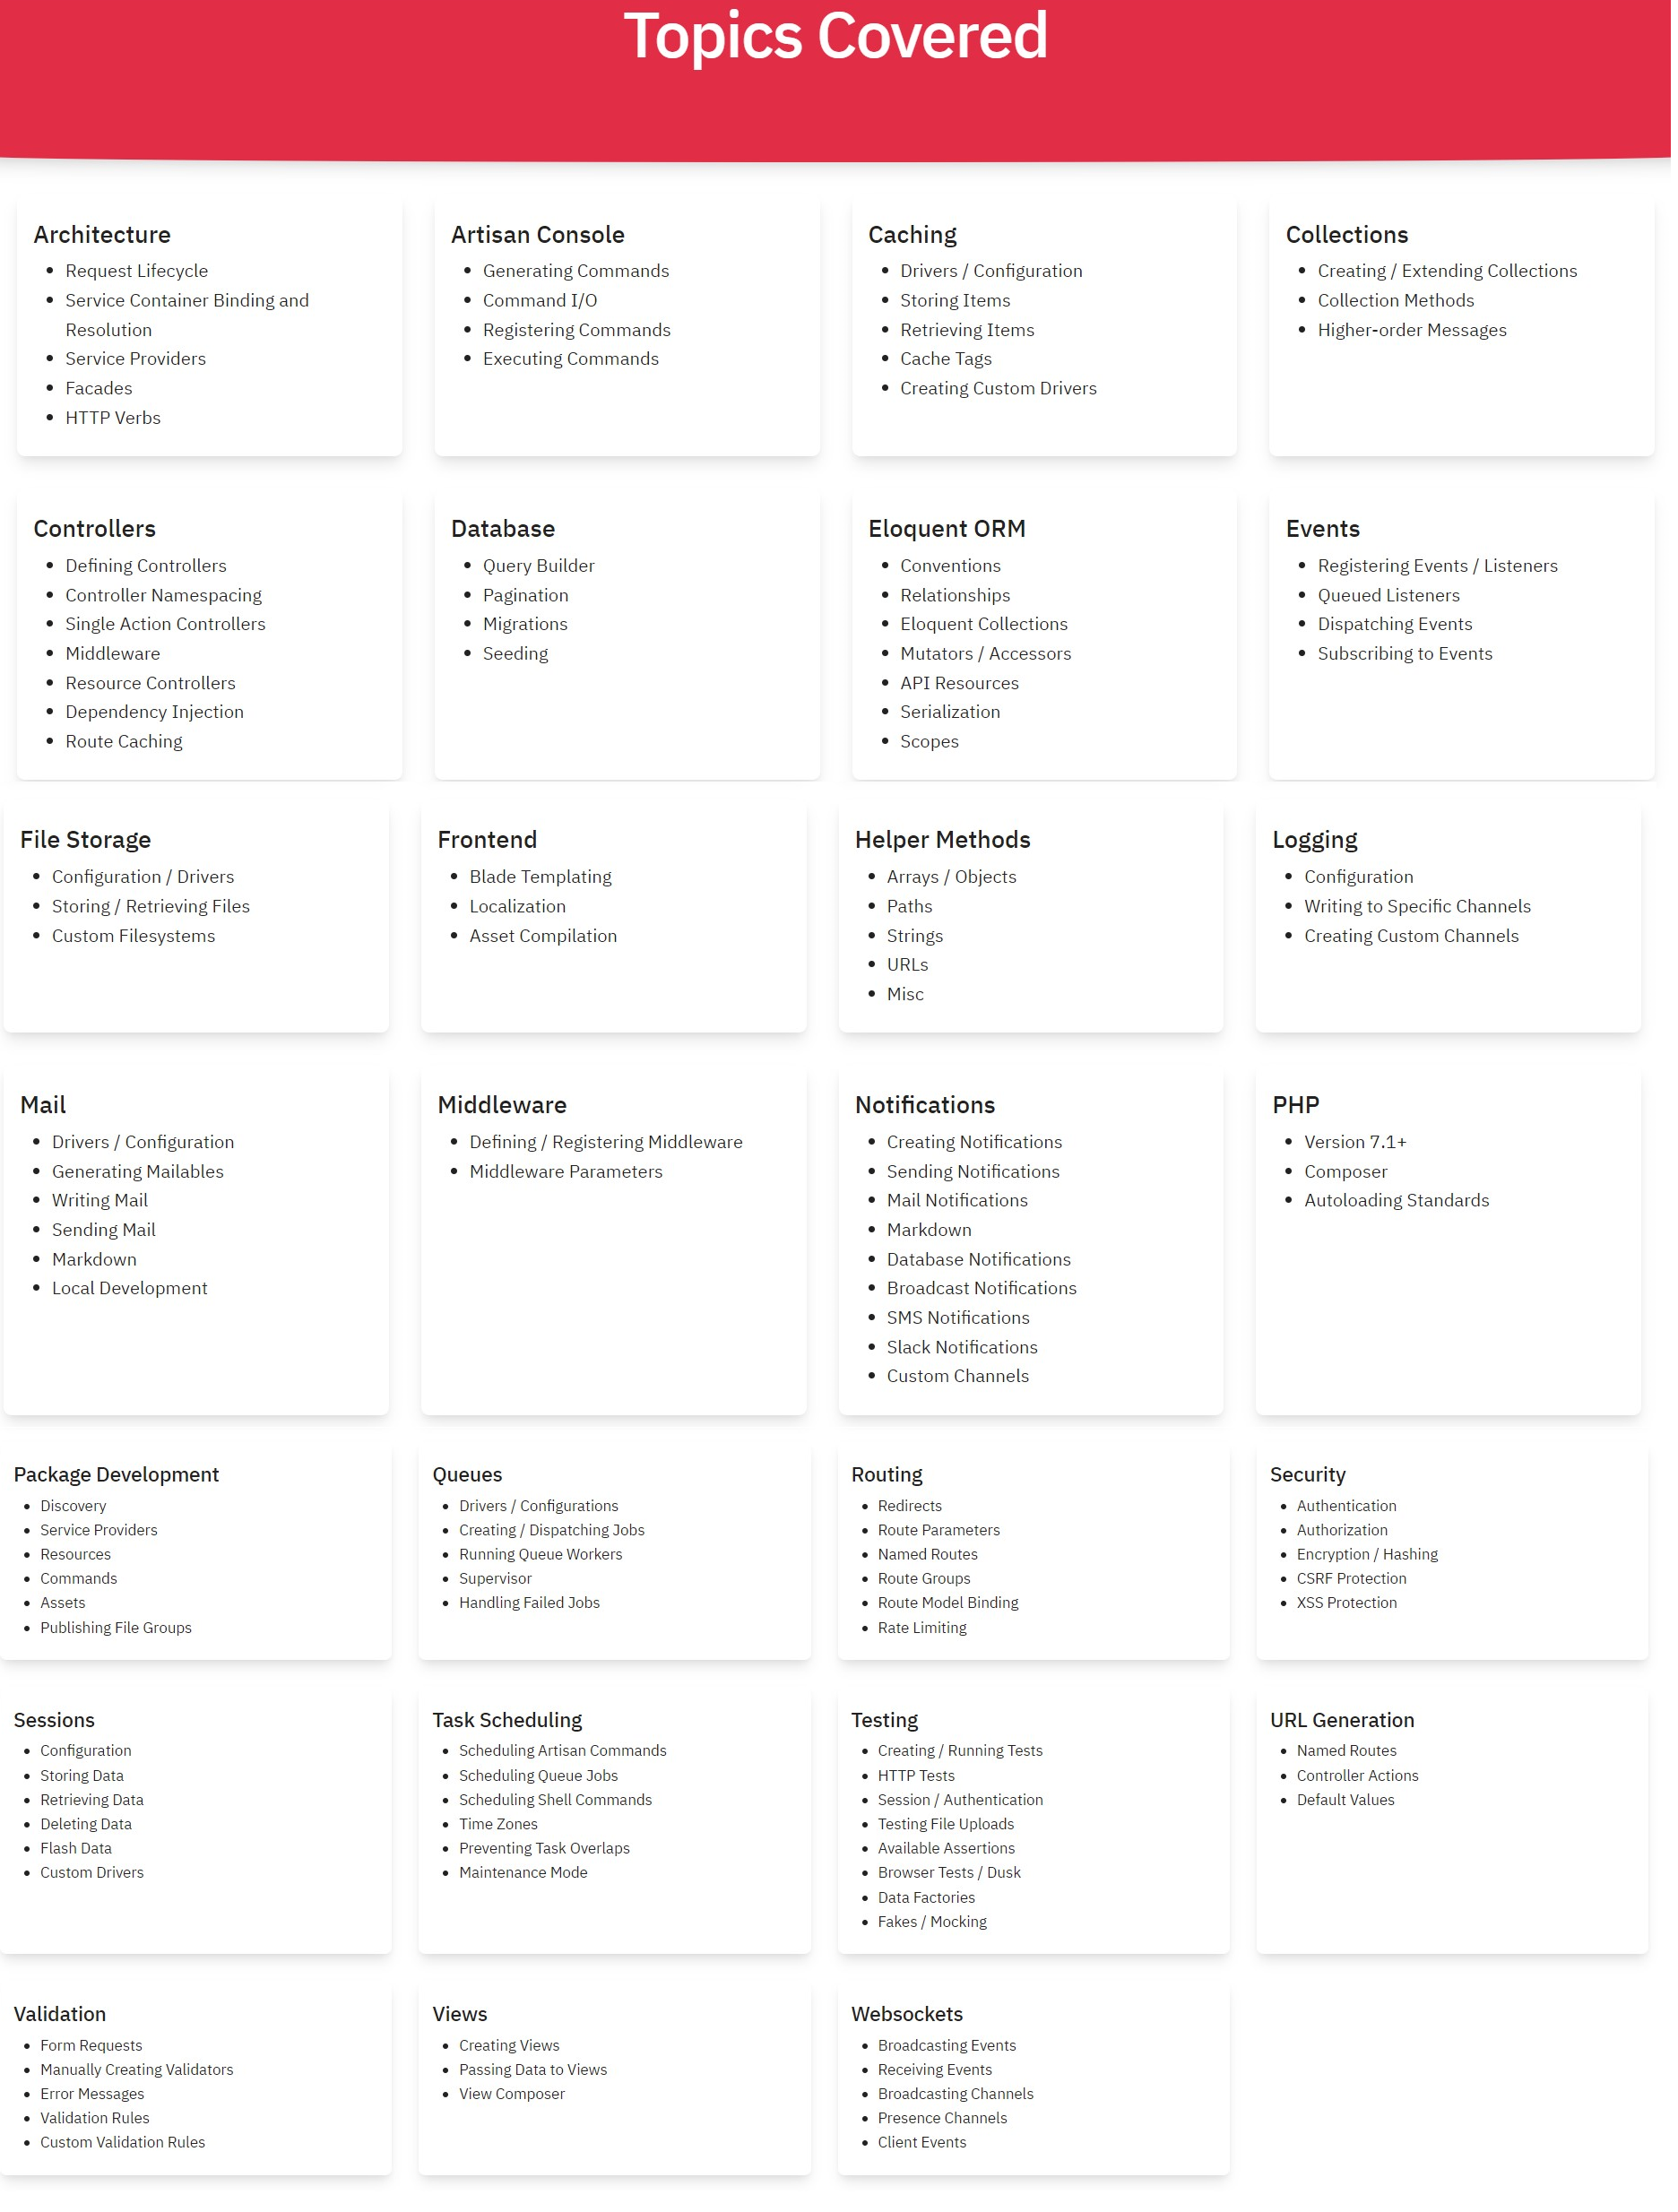 Topics Covered
Architecture
Request Lifecycle
Service Container Binding and
Resolution
Service Providers
Facades
HTTP Verbs
Artisan Console
Generating Commands
Command I/O
Registering Commands
Executing Commands
Caching
Drivers / Configuration
Storing Items
Retrieving Items
Cache Tags
Creating Custom Drivers
Collections
Creating / Extending Collections
Collection Methods
Higher-order Messages
Controllers
Defining Controllers
Controller Namespacing
Single Action Controllers
Middleware
Resource Controllers
Dependency Injection
Route Caching
Database
Query Builder
Pagination
Migrations
Seeding
Eloquent ORM
Conventions
Relationships
Eloquent Collections
Mutators / Accessors
API Resources
Serialization
Scopes
Events
Registering Events / Listeners
Queued Listeners
Dispatching Events
Subscribing to Events
File Storage
Configuration / Drivers
Storing / Retrieving Files
Custom Filesystems
Frontend
Blade Templating
Localization
Asset Compilation
Helper Methods
Arrays / Objects
Paths
Strings
URLs
Misc
Logging
Configuration
Writing to Specific Channels
Creating Custom Channels
Mail
Drivers / Configuration
Generating Mailables
Writing Mail
Sending Mail
Markdown
Local Development
Middleware
Defining / Registering Middleware
Middleware Parameters
Notifications
Creating Notifications
Sending Notifications
Mail Notifications
Markdown
Database Notifications
Broadcast Notifications
SMS Notifications
Slack Notifications
Custom Channels
PHP
Version 7.1+
Composer
Autoloading Standards
Package Development
Discovery
Service Providers
Resources
Commands
Assets
Publishing File Groups
Queues
Drivers / Configurations
Creating / Dispatching Jobs
Running Queue Workers
Supervisor
Handling Failed Jobs
Routing
Redirects
Route Parameters
Named Routes
Route Groups
Route Model Binding
Rate Limiting
Security
Authentication
Authorization
Encryption / Hashing
CSRF Protection
XSS Protection
Sessions
Configuration
Storing Data
Retrieving Data
Deleting Data
Flash Data
Custom Drivers
Task Scheduling
Scheduling Artisan Commands
Scheduling Queue Jobs
Scheduling Shell Commands
Time Zones
Preventing Task Overlaps
Maintenance Mode
Testing
Creating / Running Tests
HTTP Tests
Session / Authentication
Testing File Uploads
Available Assertions
Browser Tests / Dusk
Data Factories
Fakes / Mocking
URL Generation
Named Routes
Controller Actions
Default Values
Validation
Form Requests
Manually Creating Validators
Error Messages
Validation Rules
Custom Validation Rules
Views
Creating Views
Passing Data to Views
View Composer
Websockets
Broadcasting Events
Receiving Events
Broadcasting Channels
Presence Channels
Client Events